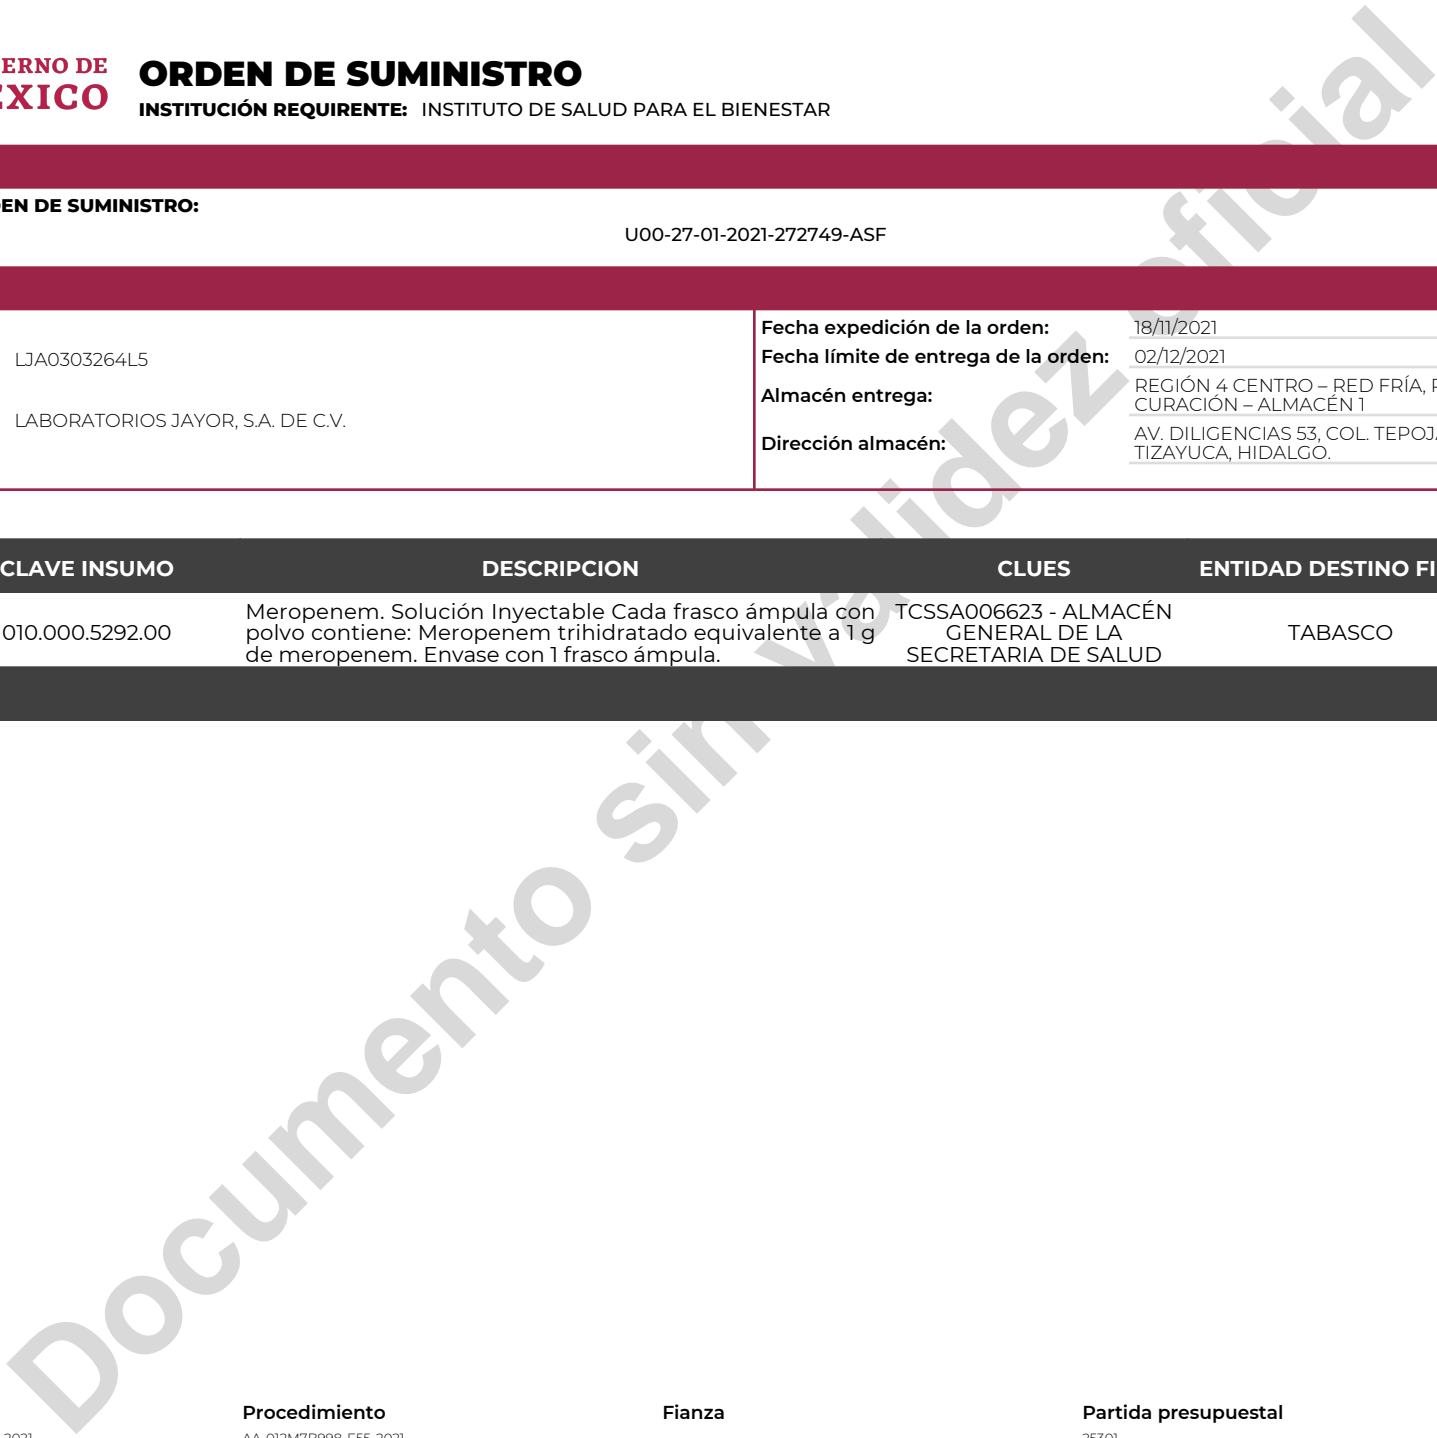 ERNO DE
ORDEN DE SUMINISTRO
INSTITUCIÓN REQUIRENTE: INSTITUTO DE SALUD PARA EL BIENESTAR
EN DE SUMINISTRO:
U00-27-01-2021-272749-ASF
LJA0303264L5
LABORATORIOS JAYOR, S.A. DE C.V.
Fecha expedición de la orden: 18/11/2021
Fecha límite de entrega de la orden: 02/12/2021
Almacén entrega: REGIÓN 4 CENTRO – RED FRÍA,
CURACIÓN – ALMACÉN 1
Dirección almacén: AV. DILIGENCIAS 53, COL. TEPOJ
TIZAYUCA, HIDALGO.
CLAVE INSUMO DESCRIPCION CLUES ENTIDAD DESTINO FI
010.000.5292.00
Meropenem. Solución Inyectable Cada frasco ámpula con
polvo contiene: Meropenem trihidratado equivalente a 1 g
de meropenem. Envase con 1 frasco ámpula.
TCSSA006623 - ALMACÉN
GENERAL DE LA
SECRETARIA DE SALUD
TABASCO
Documento sin validez oficial
Procedimiento Fianza Partida presupuestal